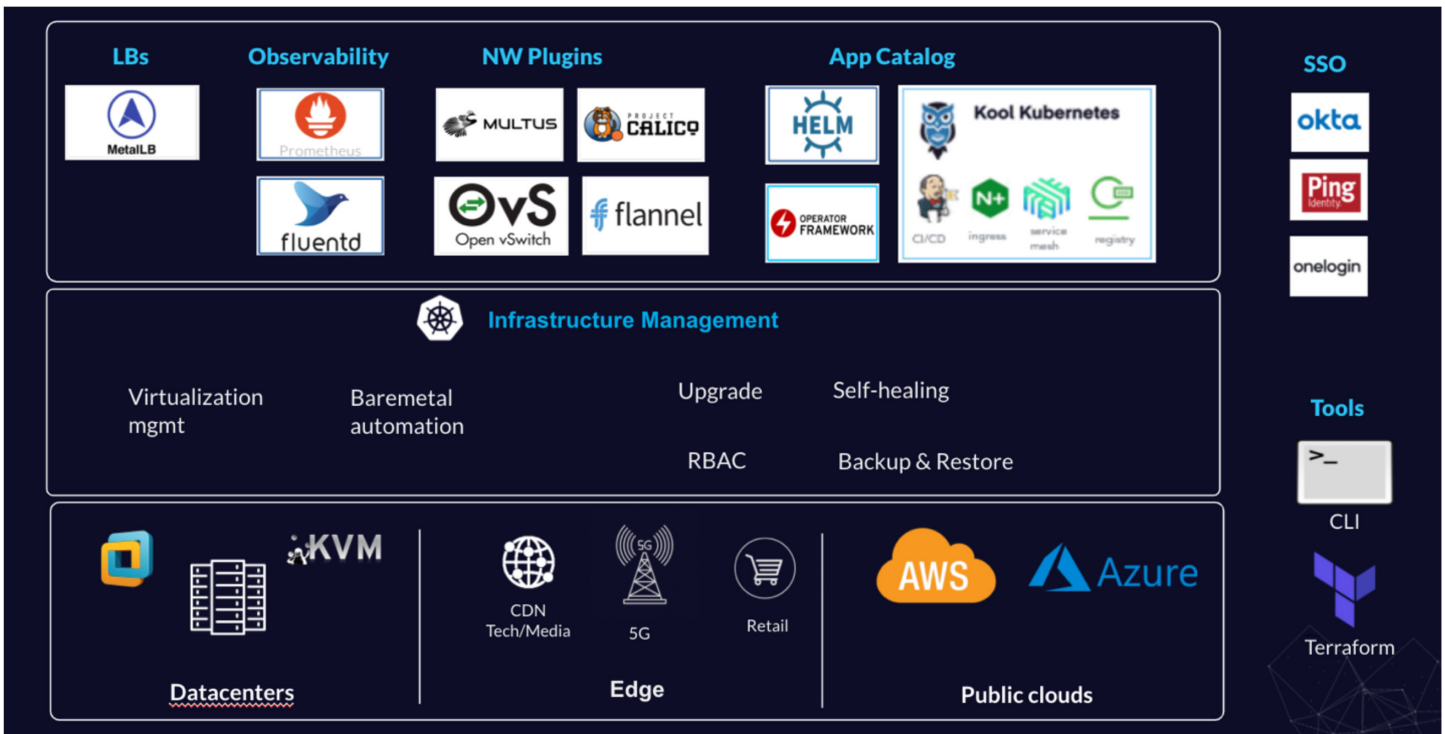 LBs
Observability
NW Plugins
App Catalog
SSO
MetalLB
Prometheus
MULTUS
PROJECT
CALICO
HELM
Kool Kubernetes
okta
fluentd
OvS
Open vSwitch
flannel
OPERATOR
FRAMEWORK
N+
CI/CD
ingress
service
mesh
registry
Ping
Identity
onelogin
Infrastructure Management
Virtualization
mgmt
Baremetal
automation
Upgrade
Self-healing
RBAC
Backup & Restore
Tools
>_
CLI
Terraform
KVM
Datacenters
CDN
Tech/Media
5G
5G
Retail
Edge
AWS
Azure
Public clouds